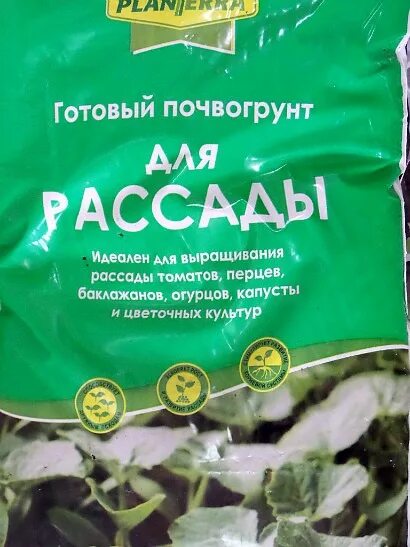 PLANTERRA
Готовый почвогрунт
ДЛЯ
РАССАДЫ
Идеален для выращивания
рассады томатов, перцев,
баклажанов, огурцов, капусты
и цветочных культур